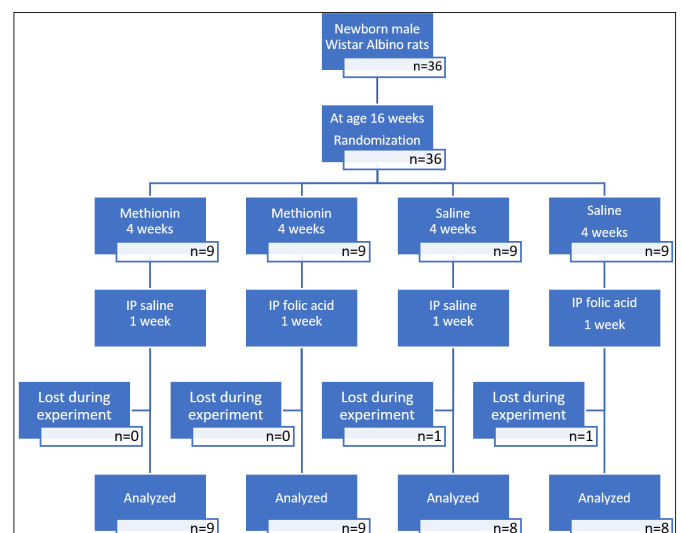 Newborn male
Wistar Albino rats
n=36
At age 16 weeks
Randomization
n=36
Methionin
4 weeks
n=9
Methionin
4 weeks
n=9
Saline
4 weeks
n=9
Saline
4 weeks
n=9
IP saline
1 week
IP folic acid
1 week
IP saline
1 week
IP folic acid
1 week
Lost during
experiment
n=0
Lost during
experiment
n=0
Lost during
experiment
n=1
Lost during
experiment
n=1
Analyzed
n=9
Analyzed
n=9
Analyzed
n=8
Analyzed
n=8